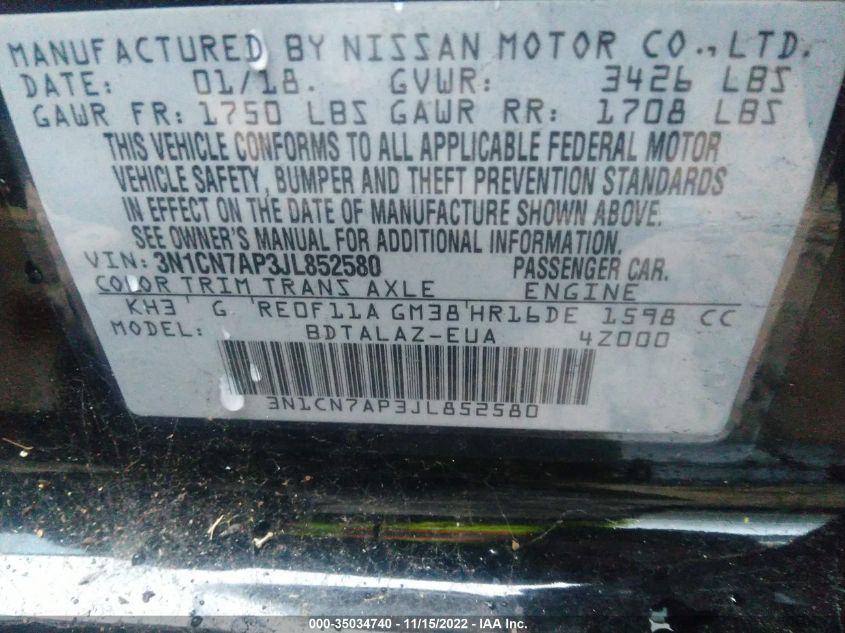 MANUFACTURED BY NISSAN MOTOR CO., LTD.
DATE: 01/18. GVWR: 3426 LBS
GAWR FR: 1750 LBS GAWR RR: 1708 LBS
THIS VEHICLE CONFORMS TO ALL APPLICABLE FEDERAL MOTOR
VEHICLE SAFETY, BUMPER AND THEFT PREVENTION STANDARDS
IN EFFECT ON THE DATE OF MANUFACTURE SHOWN ABOVE.
SEE OWNER'S MANUAL FOR ADDITIONAL INFORMATION.
VIN: 3N1CN7AP3JL852580 PASSENGER CAR.
COLOR TRIM TRANS AXLE ENGINE
KH3' G 'RE0F11A GM38'HR16DE 1598 CC
MODEL: BDTALAZ-EUA 4Z000
3N1CN7AP3JL852580
000-35034740 - 11/15/2022 - IAA Inc.